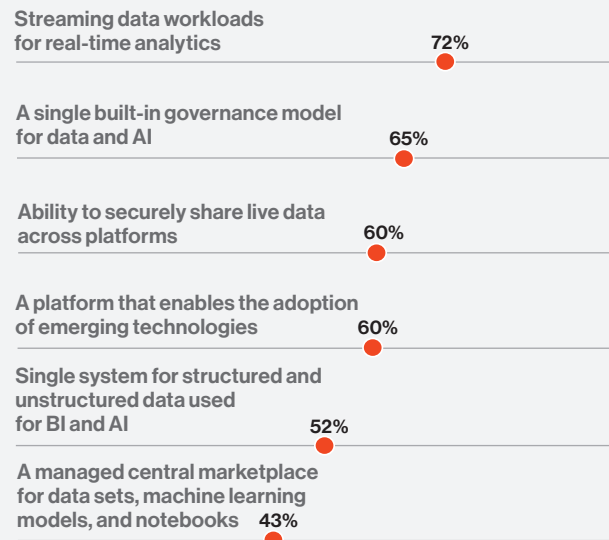 Streaming data workloads
for real-time analytics
72%
A single built-in governance model
for data and AI
65%
Ability to securely share live data
across platforms
60%
A platform that enables the adoption
of emerging technologies
60%
Single system for structured and
unstructured data used
for BI and AI
52%
A managed central marketplace
for data sets, machine learning
models, and notebooks
43%